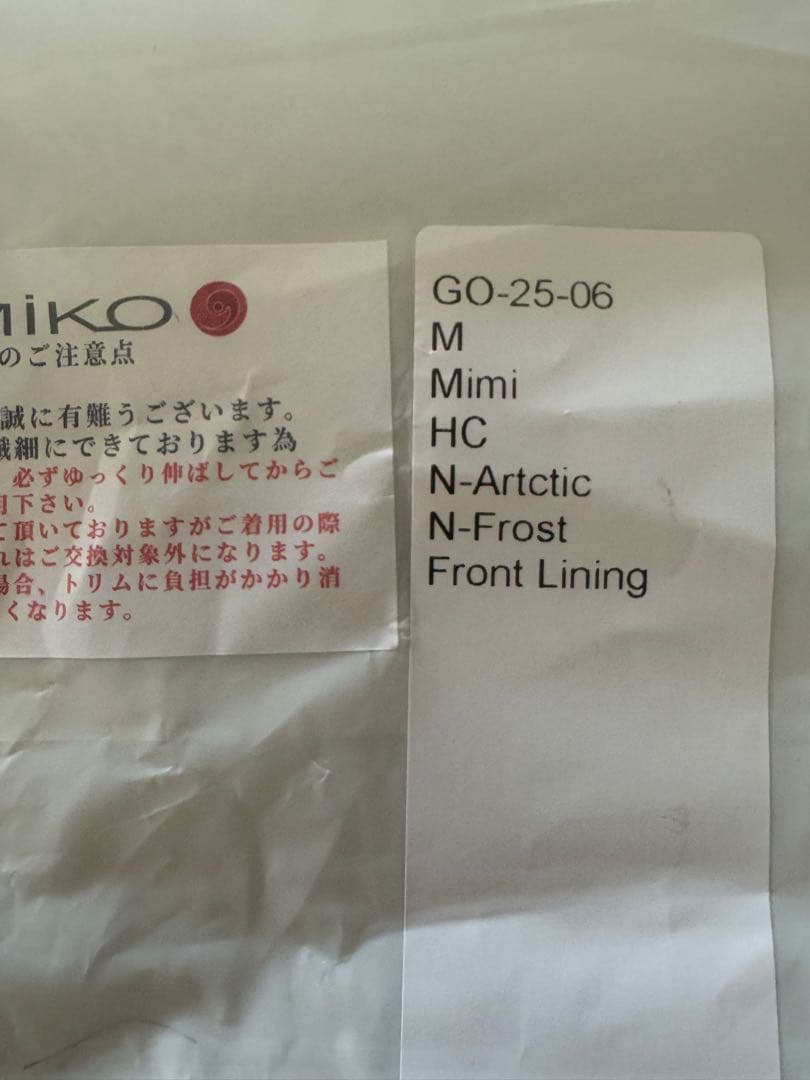 MiKO
のご注意点
誠に有難うございます。
繊細にできております為
必ずゆっくり伸ばしてからご
用下さい。
て頂いておりますがご着用の際
れはご交換対象外になります。
場合、トリムに負担がかかり消
くなります。
GO-25-06
M
Mimi
HC
N-Artctic
N-Frost
Front Lining